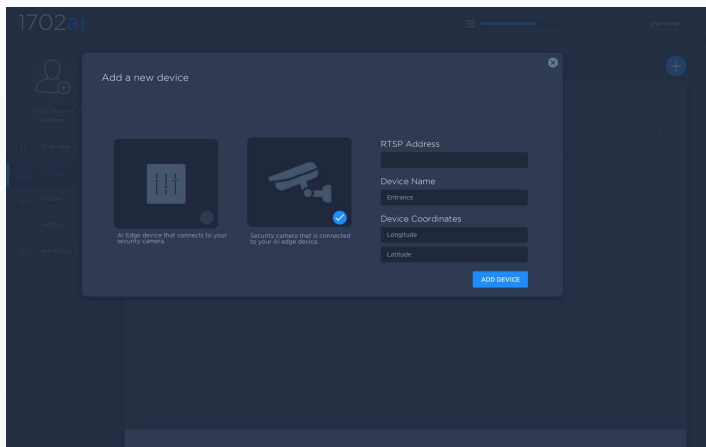 1702ai
Username
Add a new device
RTSP Address
Device Name
Entrance
Device Coordinates
Longitude
Latitude
Ai Edge device that connects to your
security camera.
Security camera that is connected
to your Ai edge device.
ADD DEVICE